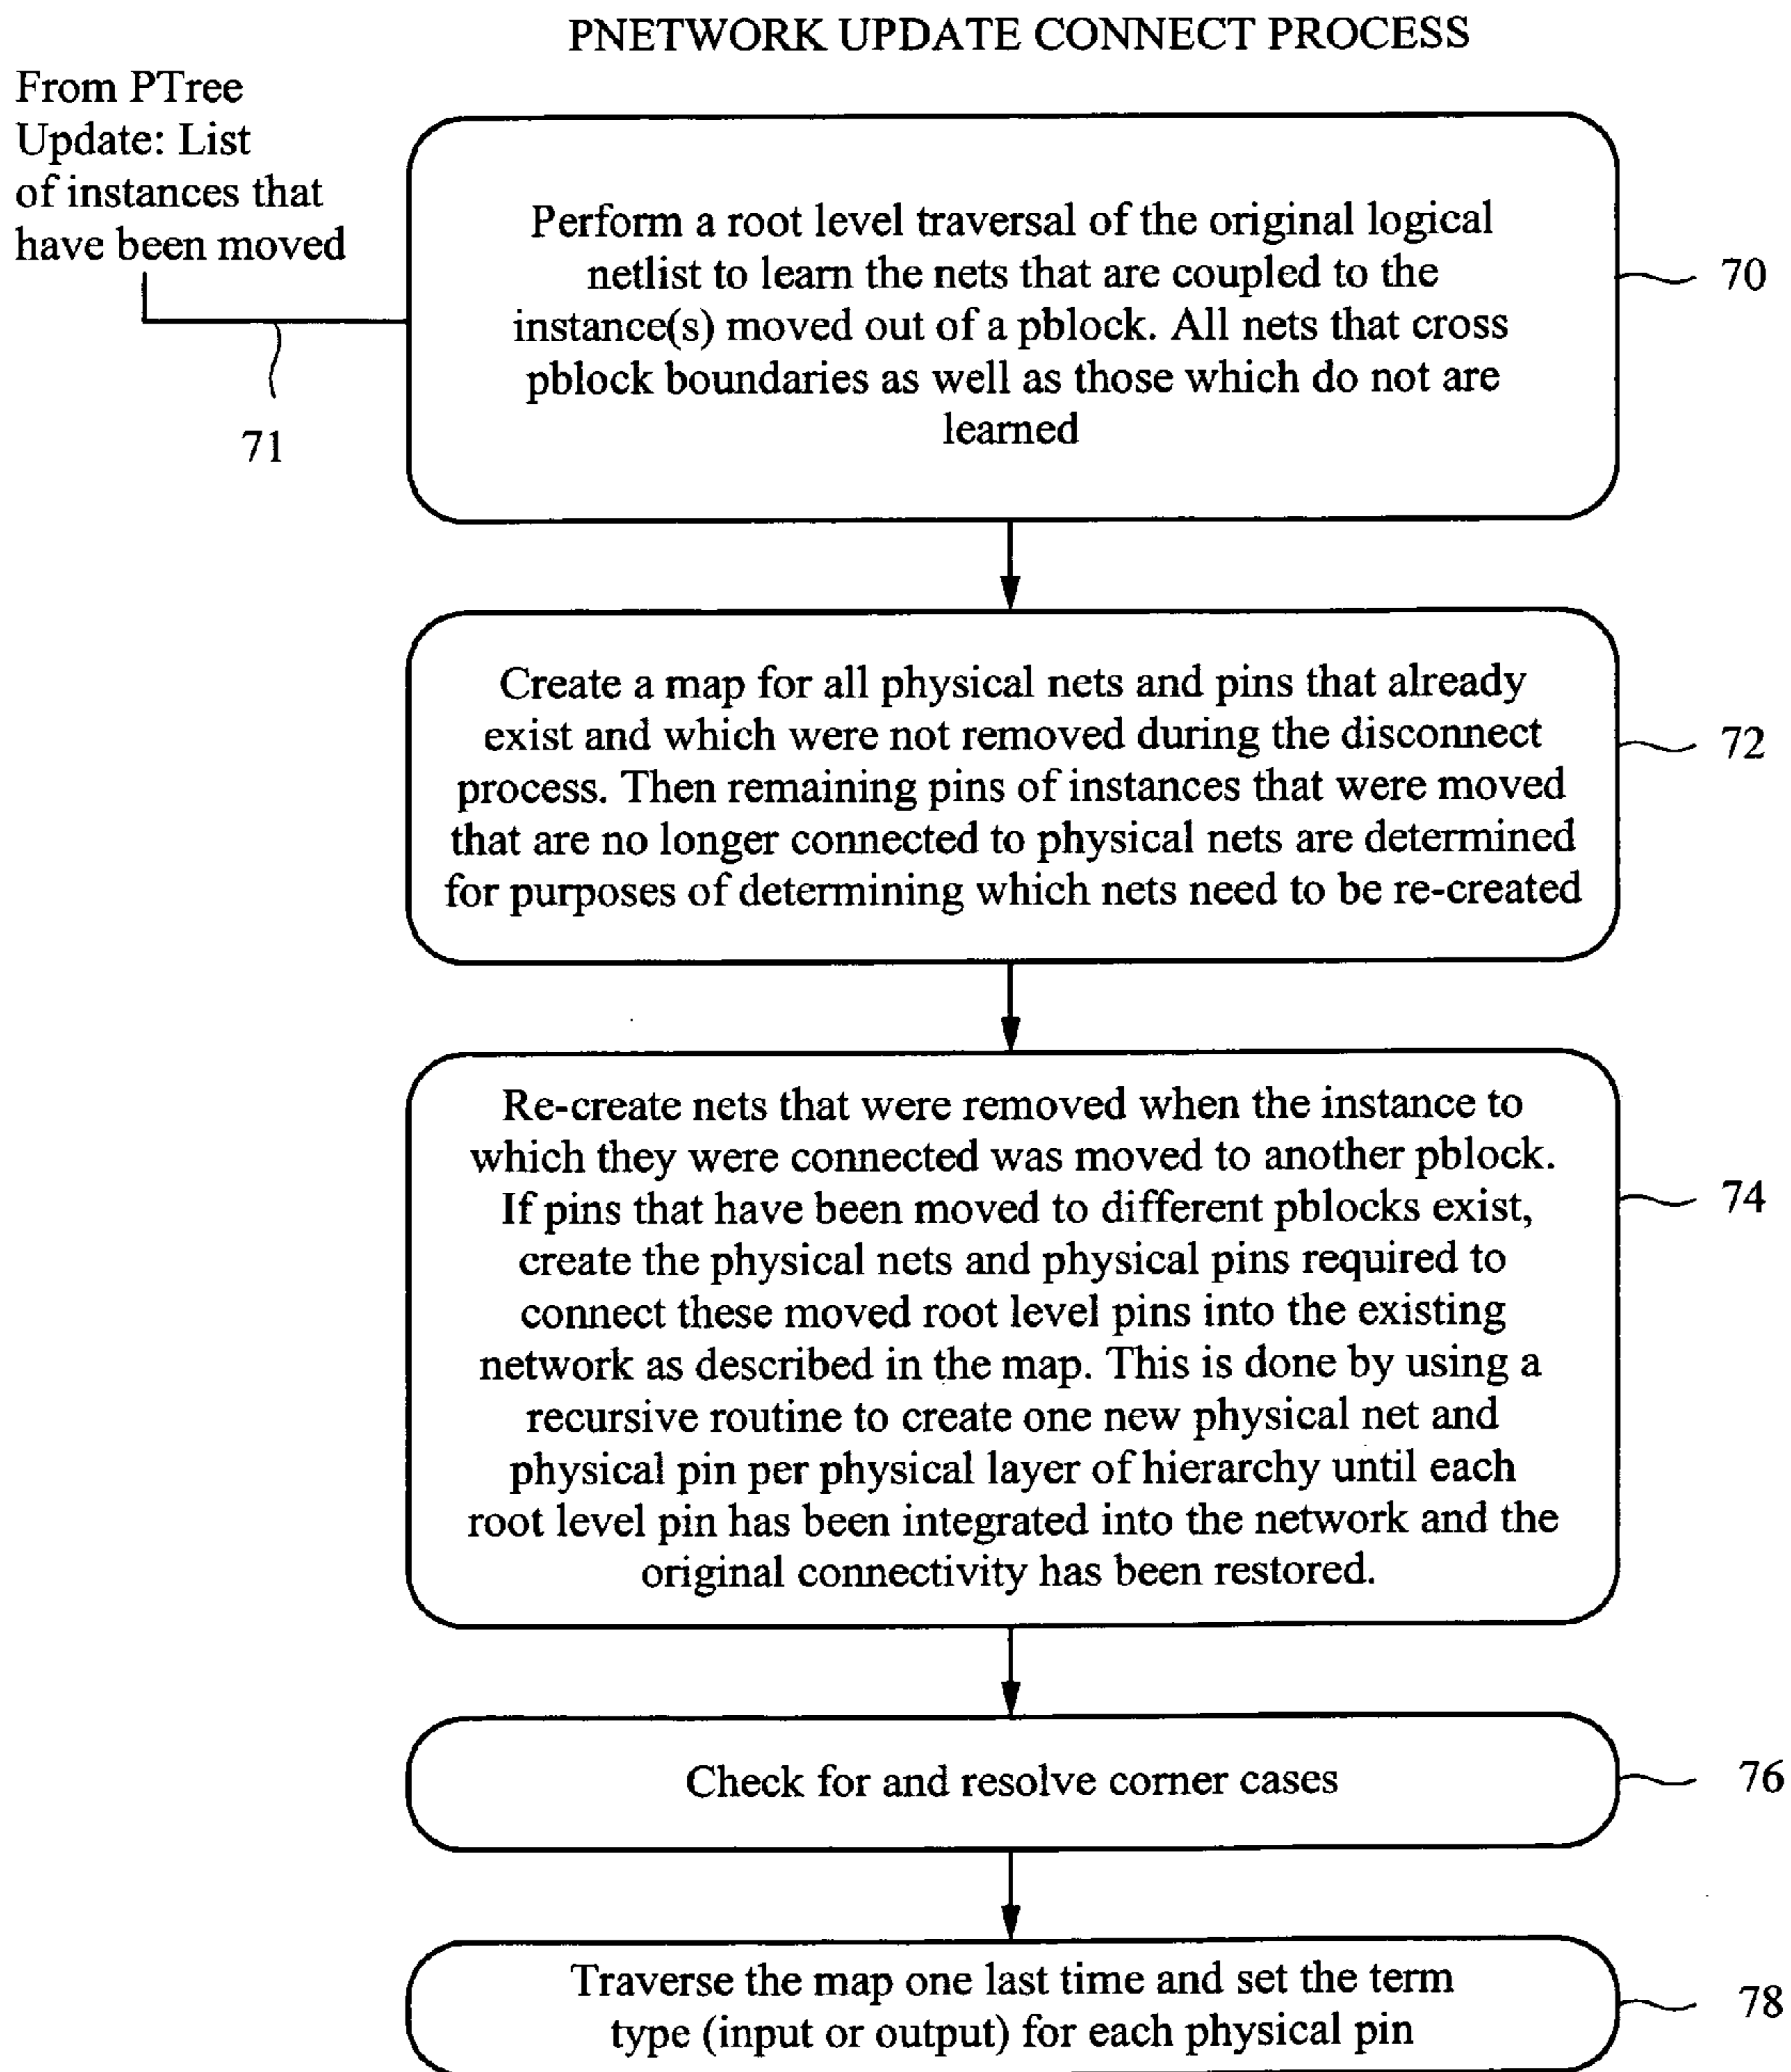 PNETWORK UPDATE CONNECT PROCESS
From PTree
Update: List
of instances that
have been moved
71
Perform a root level traversal of the original logical
netlist to learn the nets that are coupled to the
instance(s) moved out of a pblock. All nets that cross
pblock boundaries as well as those which do not are
learned
70
Create a map for all physical nets and pins that already
exist and which were not removed during the disconnect
process. Then remaining pins of instances that were moved
that are no longer connected to physical nets are determined
for purposes of determining which nets need to be re-created
72
Re-create nets that were removed when the instance to
which they were connected was moved to another pblock.
If pins that have been moved to different pblocks exist,
create the physical nets and physical pins required to
connect these moved root level pins into the existing
network as described in the map. This is done by using a
recursive routine to create one new physical net and
physical pin per physical layer of hierarchy until each
root level pin has been integrated into the network and the
original connectivity has been restored.
74
Check for and resolve corner cases
76
Traverse the map one last time and set the term
type (input or output) for each physical pin
78